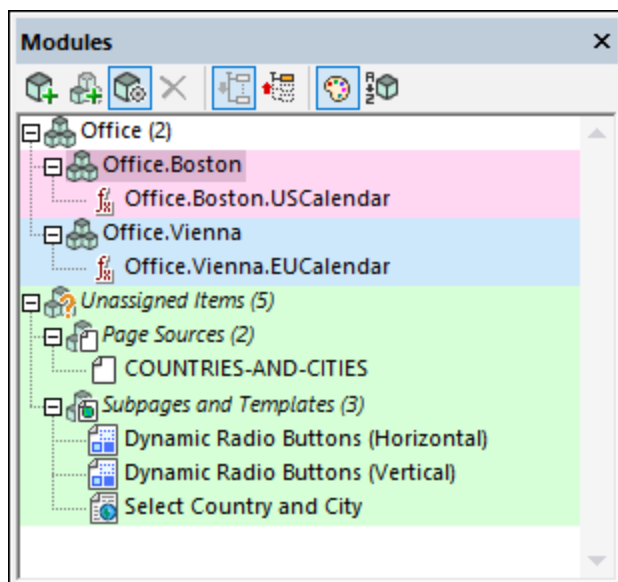 Modules
Office (2)
Office.Boston
Office.Boston.USCalendar
Office.Vienna
Office.Vienna.EUCalendar
Unassigned Items (5)
Page Sources (2)
COUNTRIES-AND-CITIES
Subpages and Templates (3)
Dynamic Radio Buttons (Horizontal)
Dynamic Radio Buttons (Vertical)
Select Country and City